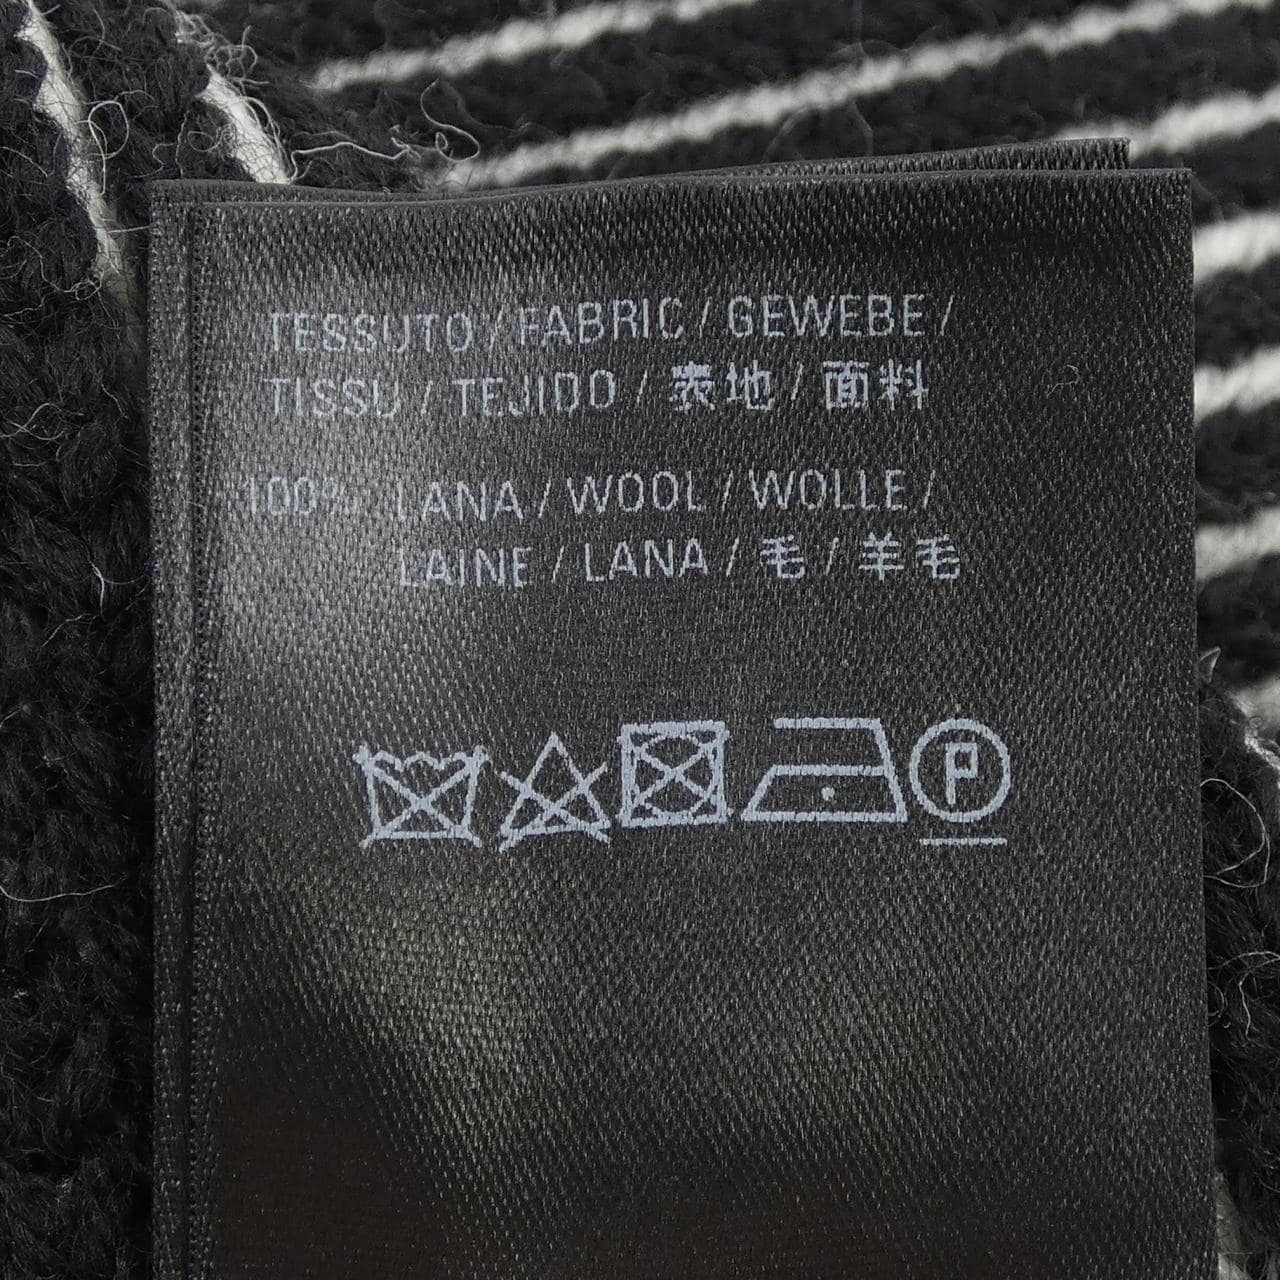 TESSUTO / FABRIC / GEWEBE /
TISSU / TEJIDO / 表地 / 面料
100% LANA / WOOL / WOLLE /
LAINE / LANA / 毛 / 羊毛
P